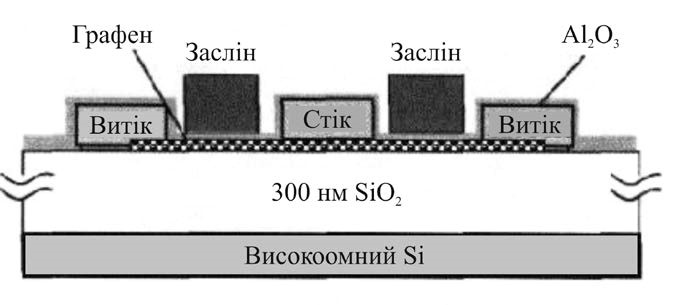 Графен
Заслін
Заслін
Al₂O₃
Витік
Стік
Витік
300 нм SiO₂
Високоомний Si